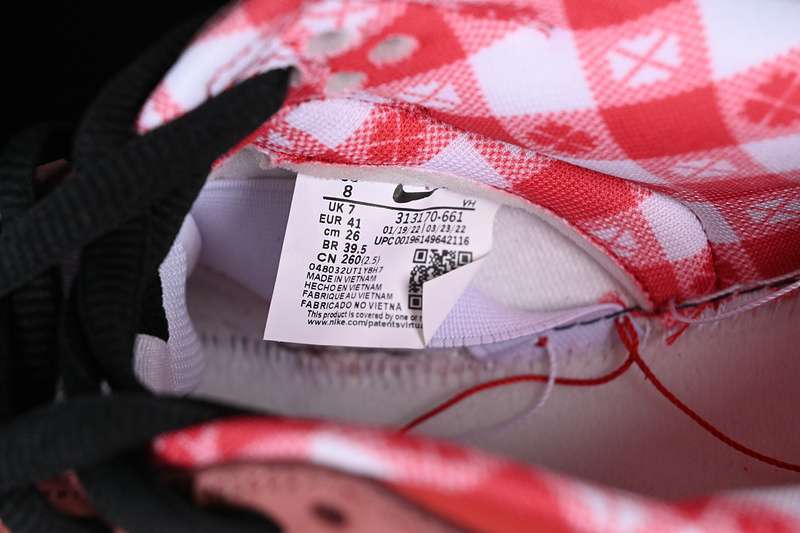 8
UK 7
EUR 41
cm 26
BR 39.5
CN 260(2.5)
VH
313170-661
01/19/22 03/23/22
UPC00196149642116
048032UT1Y8H7
MADE IN VIETNAM
HECHO EN VIETNAM
FABRIQUE AU VIETNAM
FABRICADO NO VIETNA
This product is covered by one or
www.nike.com/patentsvirtu